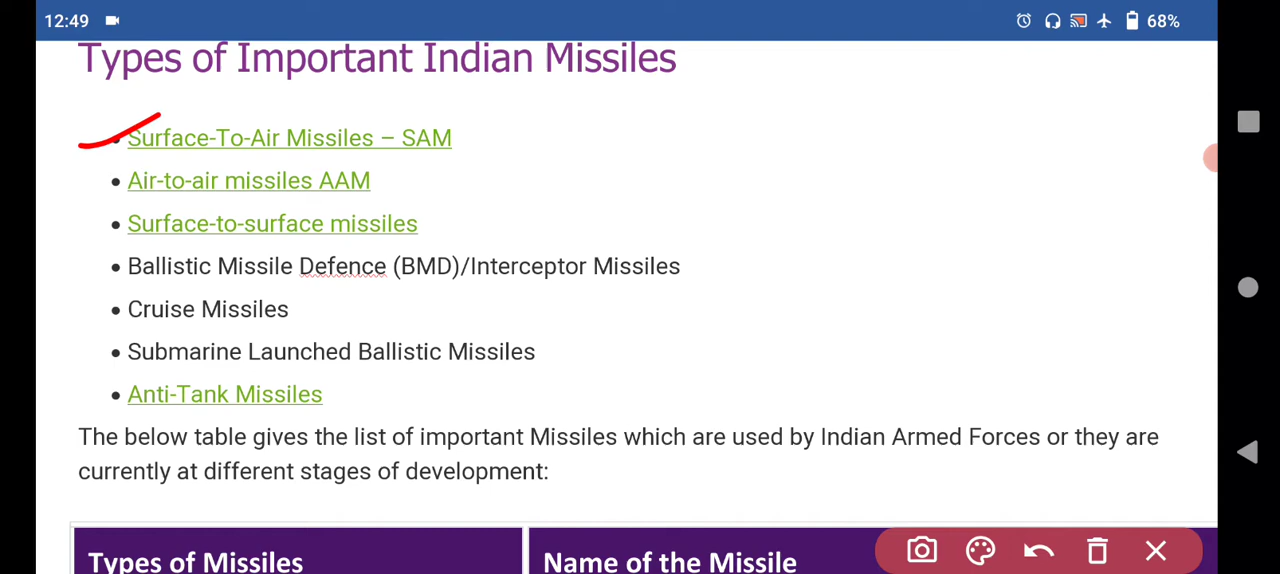 12:49
68%
Types of Important Indian Missiles
Surface-To-Air Missiles – SAM
Air-to-air missiles AAM
Surface-to-surface missiles
Ballistic Missile Defence (BMD)/Interceptor Missiles
Cruise Missiles
Submarine Launched Ballistic Missiles
Anti-Tank Missiles
The below table gives the list of important Missiles which are used by Indian Armed Forces or they are
currently at different stages of development:
Types of Missiles
Name of the Missile